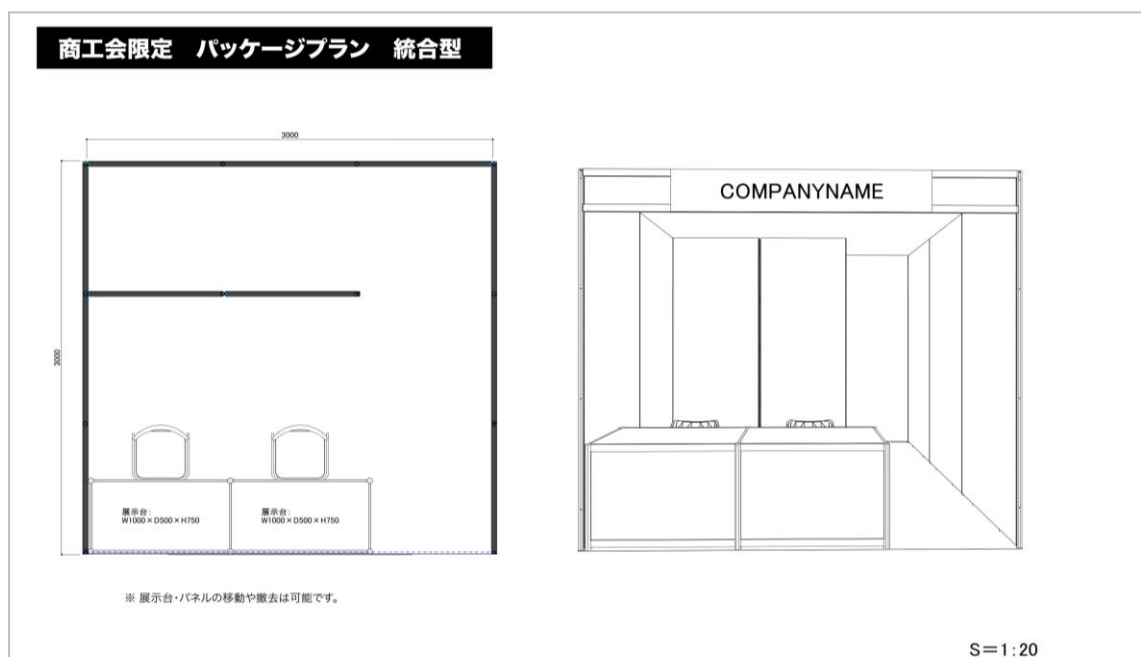 商工会限定　パッケージプラン　統合型
3000
3000
展示台：
W1000×D500×H750
展示台：
W1000×D500×H750
※ 展示台・パネルの移動や撤去は可能です。
COMPANYNAME
S＝1：20